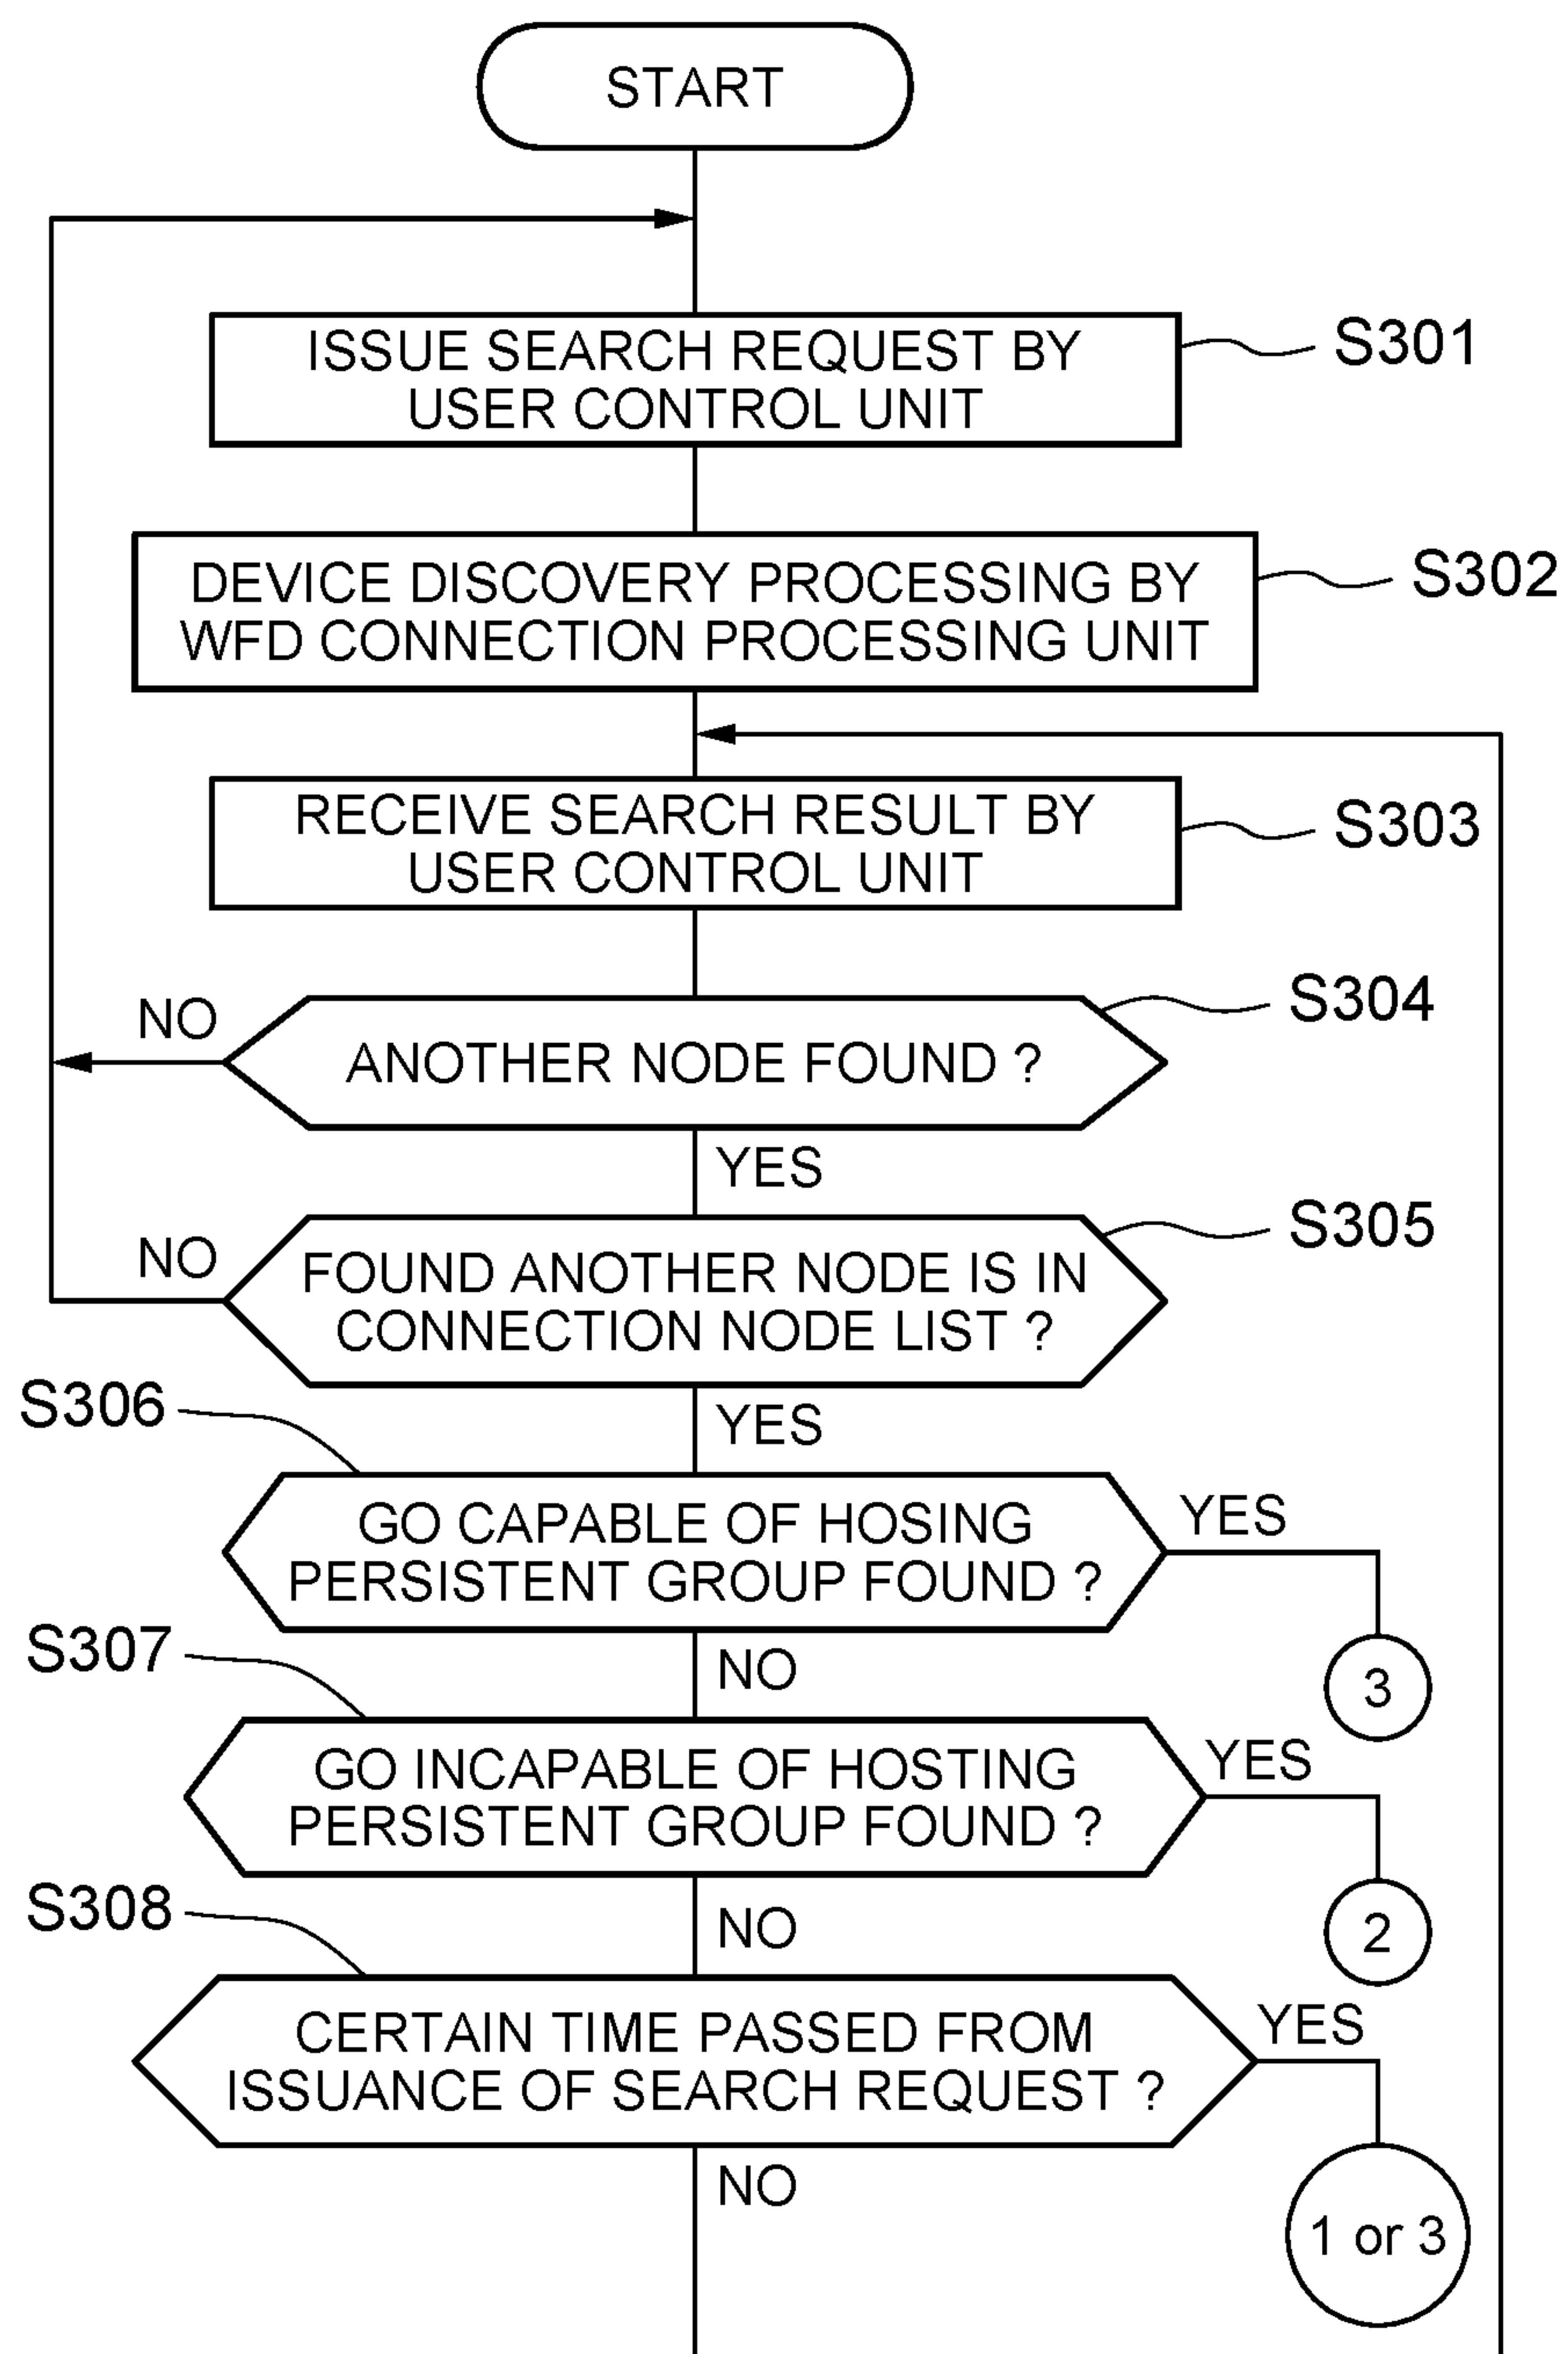 START
ISSUE SEARCH REQUEST BY
USER CONTROL UNIT
S301
DEVICE DISCOVERY PROCESSING BY
WFD CONNECTION PROCESSING UNIT
S302
RECEIVE SEARCH RESULT BY
USER CONTROL UNIT
S303
NO
ANOTHER NODE FOUND ?
S304
YES
NO
FOUND ANOTHER NODE IS IN
CONNECTION NODE LIST ?
S305
S306
YES
GO CAPABLE OF HOSING
PERSISTENT GROUP FOUND ?
YES
3
S307
NO
GO INCAPABLE OF HOSTING
PERSISTENT GROUP FOUND ?
YES
2
S308
NO
CERTAIN TIME PASSED FROM
ISSUANCE OF SEARCH REQUEST ?
YES
NO
1 or 3